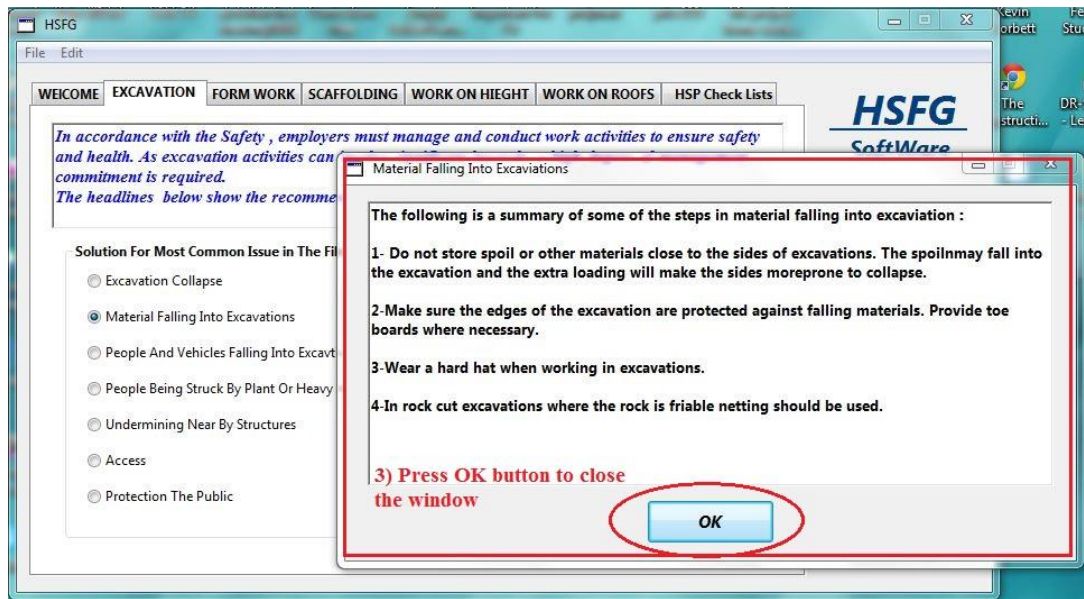 HSFG
Kevin
orbett
Stu
File Edit
WEICOME EXCAVATION FORM WORK SCAFFOLDING WORK ON HIEGHT WORK ON ROOFS HSP Check Lists
HSFG
SoftWare
The
structi...
DR-
- Le
In accordance with the Safety , employers must manage and conduct work activities to ensure safety
and health. As excavation activities can
commitment is required.
The headlines below show the recomme
Solution For Most Common Issue in The Fi
Excavation Collapse
Material Falling Into Excavations
People And Vehicles Falling Into Excavt
People Being Struck By Plant Or Heavy
Undermining Near By Structures
Access
Protection The Public
Material Falling Into Excaviations
The following is a summary of some of the steps in material falling into excaviation :
1- Do not store spoil or other materials close to the sides of excavations. The spoilnmay fall into
the excavation and the extra loading will make the sides moreprone to collapse.
2-Make sure the edges of the excavation are protected against falling materials. Provide toe
boards where necessary.
3-Wear a hard hat when working in excavations.
4-In rock cut excavations where the rock is friable netting should be used.
3) Press OK button to close
the window
OK